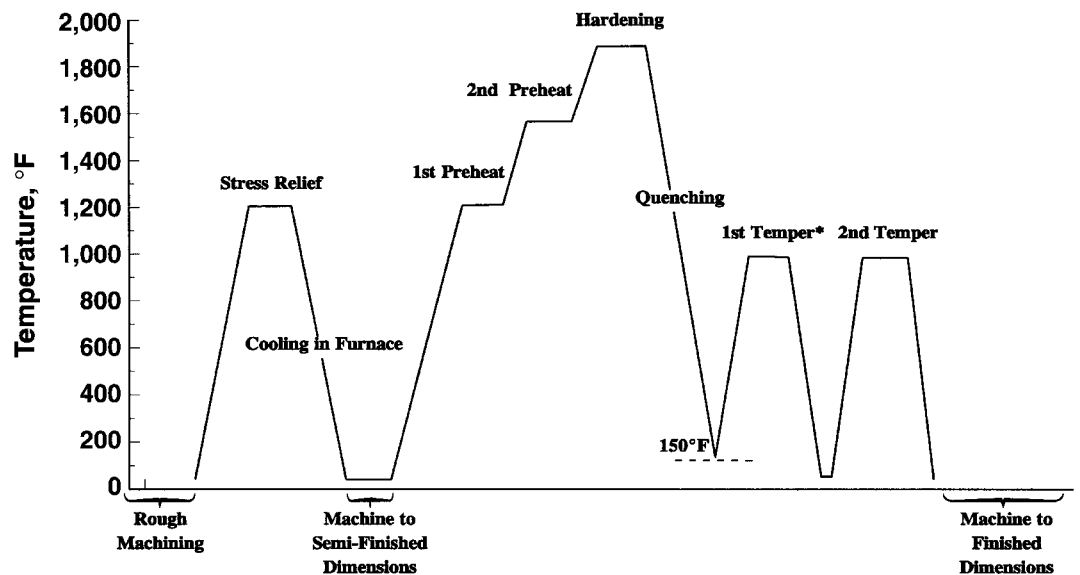 Temperature, °F
2,000
1,800
1,600
1,400
1,200
1,000
800
600
400
200
0
Hardening
2nd Preheat
1st Preheat
Stress Relief
Quenching
1st Temper*
2nd Temper
Cooling in Furnace
150°F
Rough
Machining
Machine to
Semi-Finished
Dimensions
Machine to
Finished
Dimensions